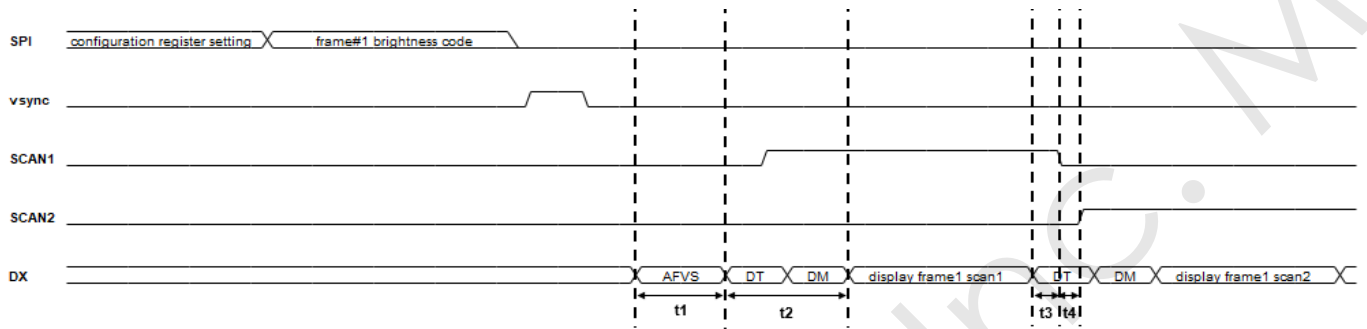 SPI configuration register setting frame#1 brightness code
vsync
SCAN1
SCAN2
DX AFVS DT DM display frame1 scan1 DT DM display frame1 scan2
t1 t2 t3 t4
Inc. M